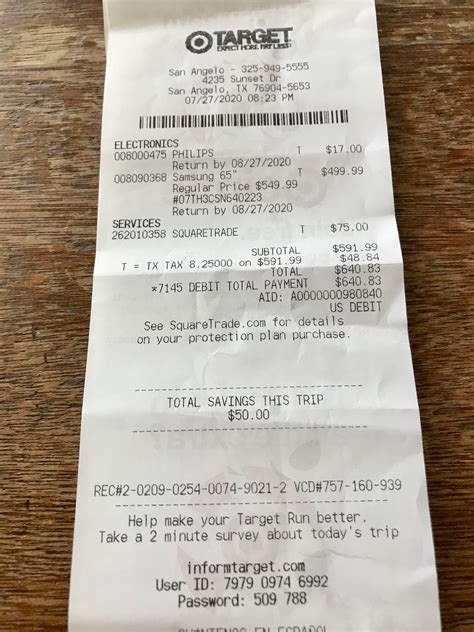 TARGET
EXPECT MORE. PAY LESS.
San Angelo - 325-949-5555
4235 Sunset Dr
San Angelo, TX 76904-5653
07/27/2020 08:23 PM
ELECTRONICS
008000475 PHILIPS T $17.00
Return by 08/27/2020
008090368 Samsung 65" T $499.99
Regular Price $549.99
#07TH3CSN640223
Return by 08/27/2020
SERVICES
262010358 SQUARETRADE T $75.00
SUBTOTAL $591.99
T = TX TAX 8.25000 on $591.99 $48.84
TOTAL $640.83
*7145 DEBIT TOTAL PAYMENT $640.83
AID: A0000000980840
US DEBIT
See SquareTrade.com for details
on your protection plan purchase.
TOTAL SAVINGS THIS TRIP
$50.00
REC#2-0209-0254-0074-9021-2 VCD#757-160-939
Help make your Target Run better.
Take a 2 minute survey about today's trip
informtarget.com
User ID: 7979 0974 6992
Password: 509 788